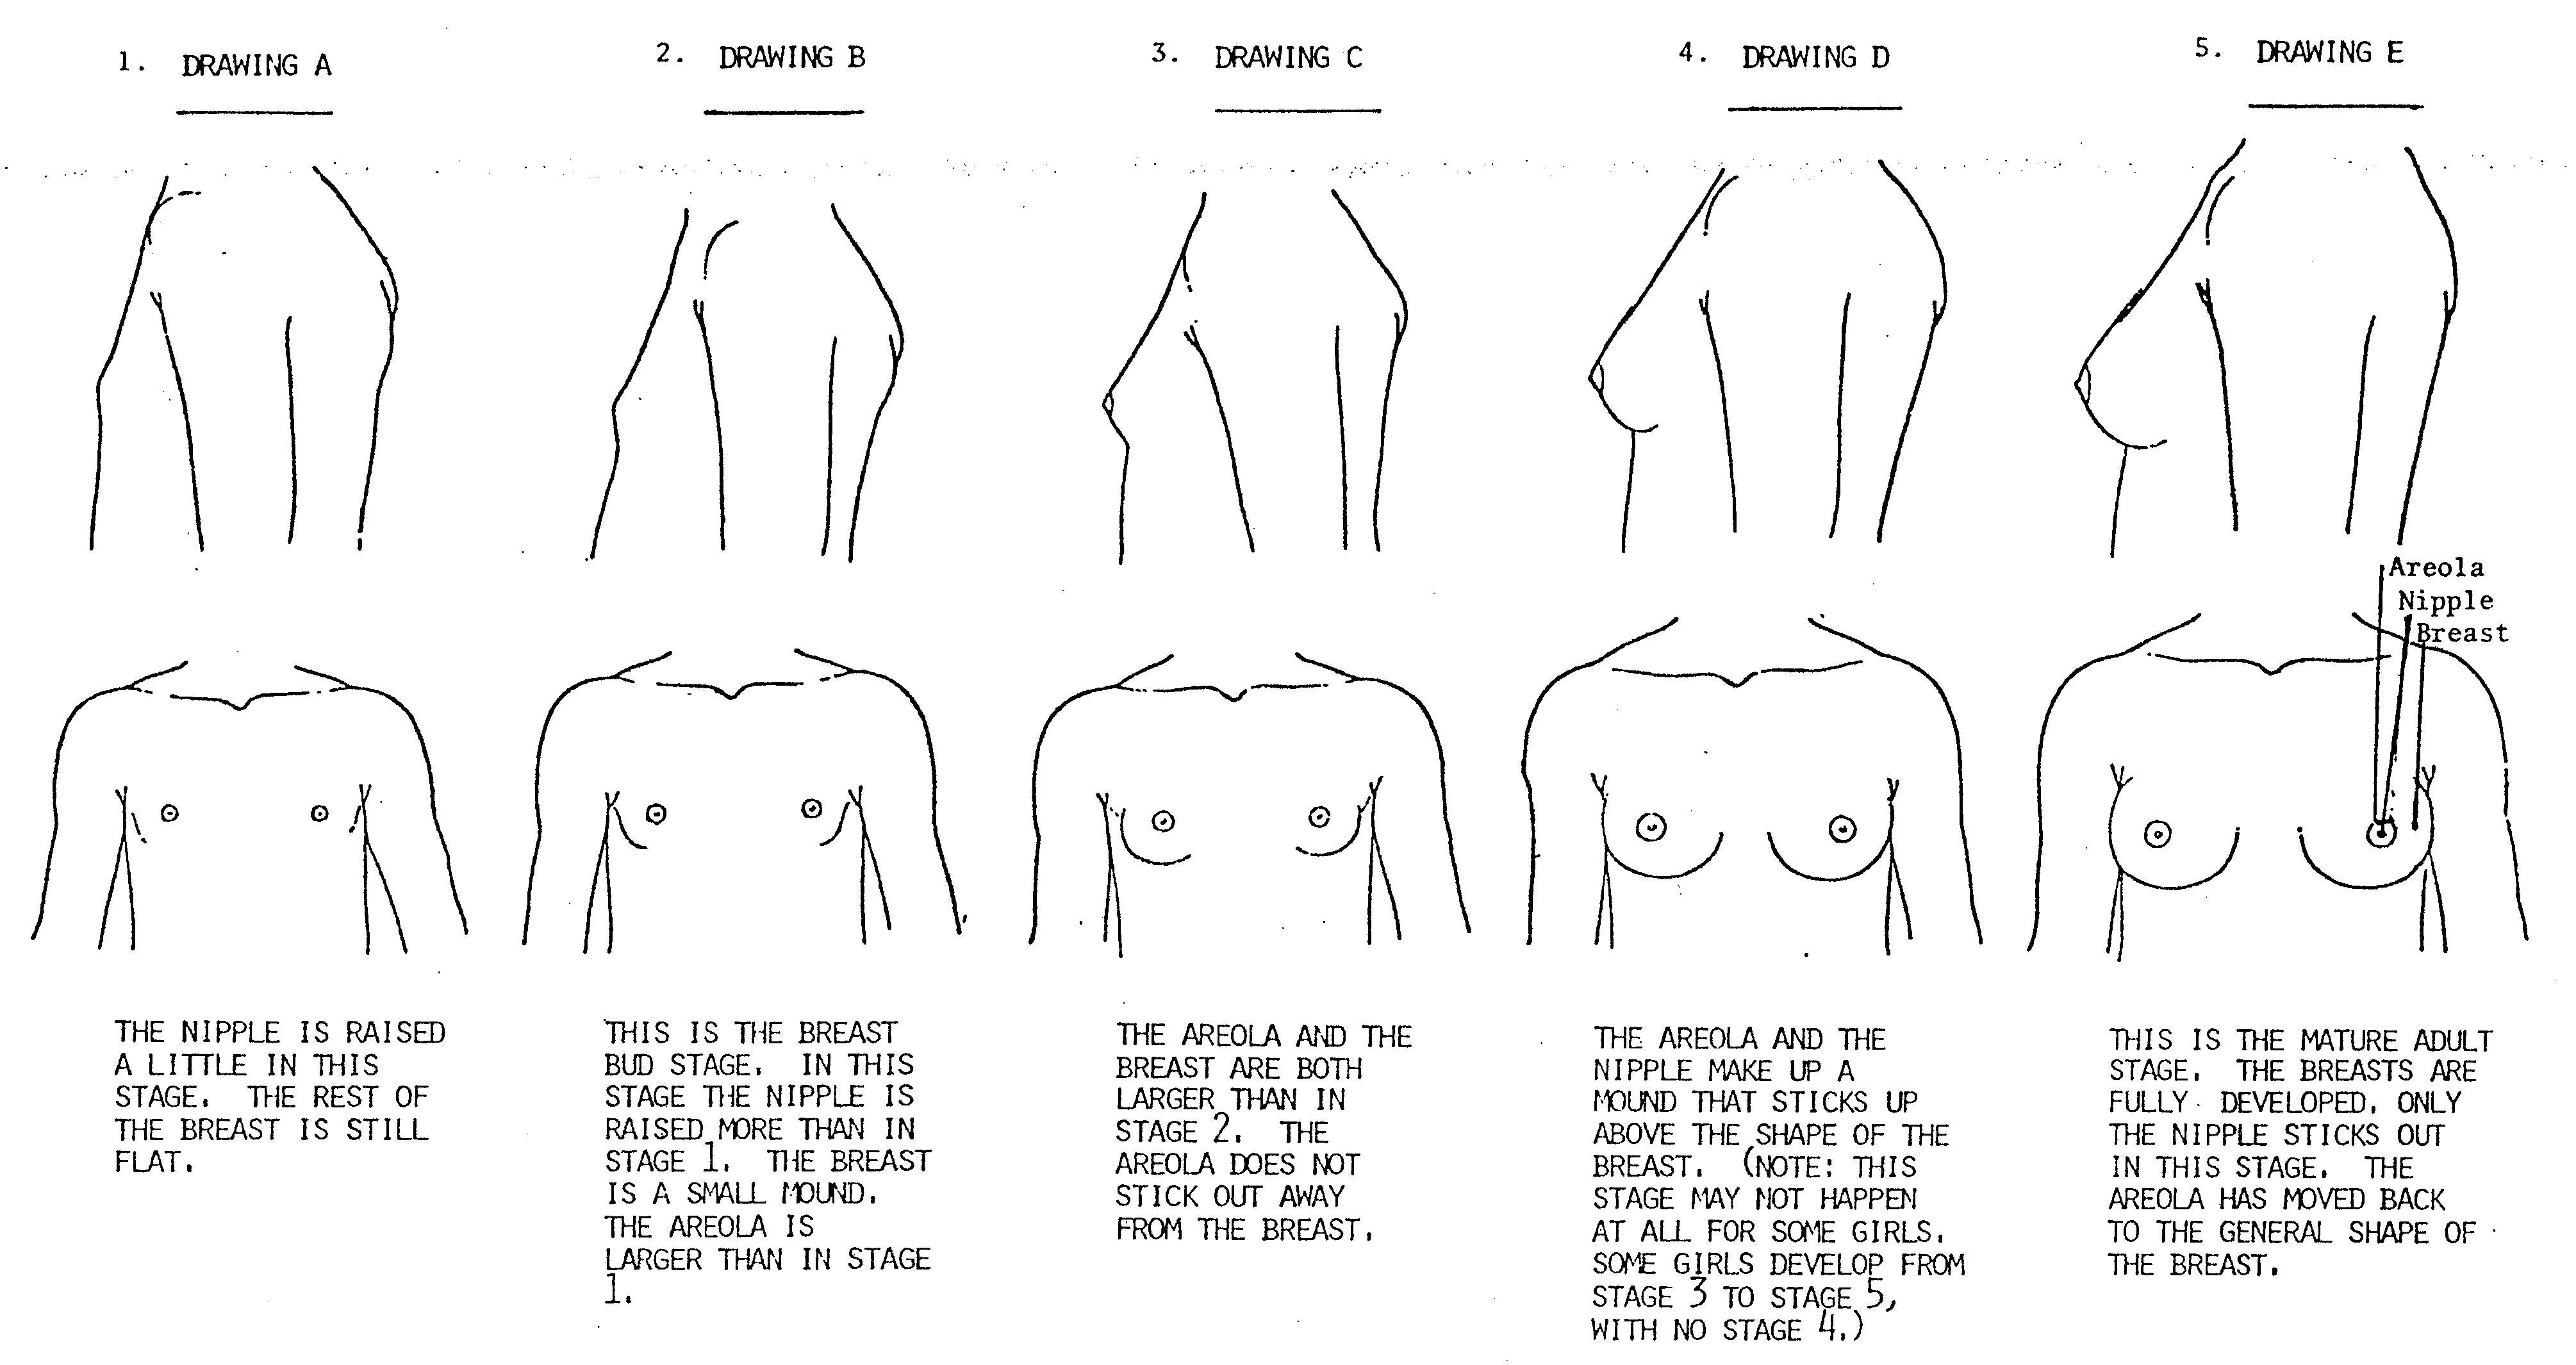 1. DRAWING A
2. DRAWING B
3. DRAWING C
4. DRAWING D
5. DRAWING E
Areola
Nipple
Breast
THE NIPPLE IS RAISED
A LITTLE IN THIS
STAGE. THE REST OF
THE BREAST IS STILL
FLAT.
THIS IS THE BREAST
BUD STAGE. IN THIS
STAGE THE NIPPLE IS
RAISED MORE THAN IN
STAGE 1. THE BREAST
IS A SMALL MOUND.
THE AREOLA IS
LARGER THAN IN STAGE
1.
THE AREOLA AND THE
BREAST ARE BOTH
LARGER THAN IN
STAGE 2. THE
AREOLA DOES NOT
STICK OUT AWAY
FROM THE BREAST.
THE AREOLA AND THE
NIPPLE MAKE UP A
MOUND THAT STICKS UP
ABOVE THE SHAPE OF THE
BREAST. (NOTE: THIS
STAGE MAY NOT HAPPEN
AT ALL FOR SOME GIRLS.
SOME GIRLS DEVELOP FROM
STAGE 3 TO STAGE 5,
WITH NO STAGE 4.)
THIS IS THE MATURE ADULT
STAGE. THE BREASTS ARE
FULLY DEVELOPED. ONLY
THE NIPPLE STICKS OUT
IN THIS STAGE. THE
AREOLA HAS MOVED BACK
TO THE GENERAL SHAPE OF
THE BREAST.